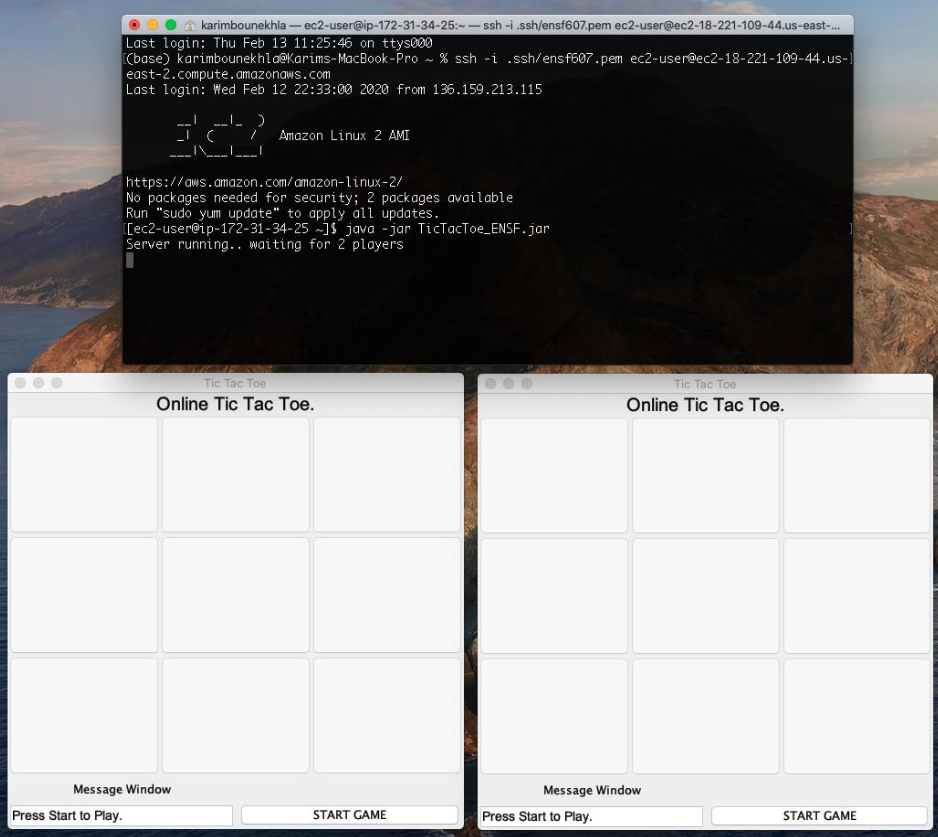 karimbounekhla — ec2-user@ip-172-31-34-25:~ — ssh -i .ssh/ensf607.pem ec2-user@ec2-18-221-109-44.us-east-...
Last login: Thu Feb 13 11:25:46 on ttys000
[(base) karimbounekhla@Karims-MacBook-Pro ~ % ssh -i .ssh/ensf607.pem ec2-user@ec2-18-221-109-44.us-]
east-2.compute.amazonaws.com
Last login: Wed Feb 12 22:33:00 2020 from 136.159.213.115
       __|  __|_  )
       _|  (     /   Amazon Linux 2 AMI
      ___|\___|___|
https://aws.amazon.com/amazon-linux-2/
No packages needed for security; 2 packages available
Run "sudo yum update" to apply all updates.
[[ec2-user@ip-172-31-34-25 ~]$ java -jar TicTacToe_ENSF.jar ]
Server running.. waiting for 2 players
Tic Tac Toe
Online Tic Tac Toe.
Message Window
Press Start to Play.
START GAME
Tic Tac Toe
Online Tic Tac Toe.
Message Window
Press Start to Play.
START GAME